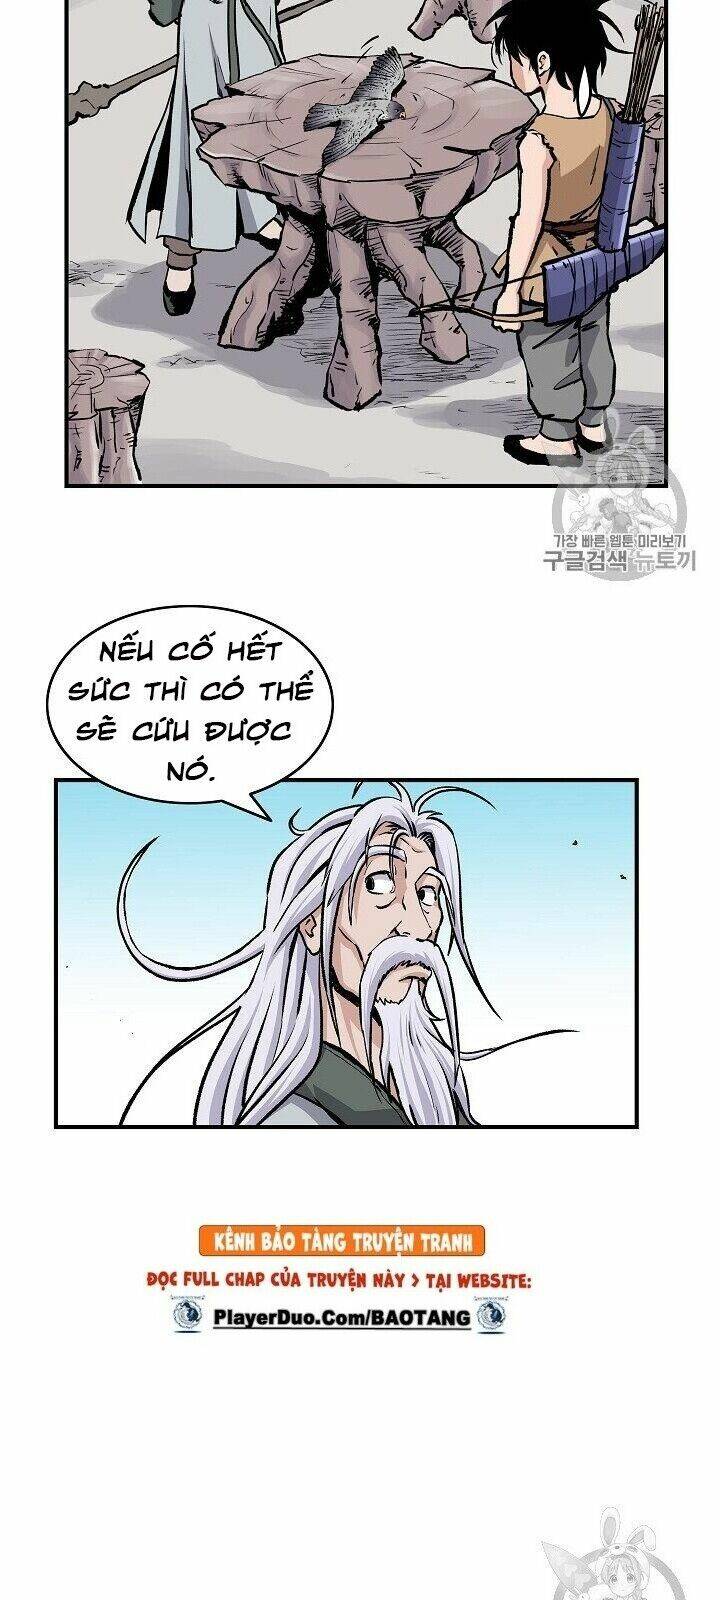 가장 빠른 웹툰 미리보기
구글검색 뉴토끼
NẾU CỐ HẾT
SỨC THÌ CÓ THỂ
SẼ CỨU ĐƯỢC
NÓ.
KÊNH BẢO TÀNG TRUYỆN TRANH
ĐỌC FULL CHAP CỦA TRUYỆN NÀY > TẠI WEBSITE:
PlayerDuo.Com/BAOTANG